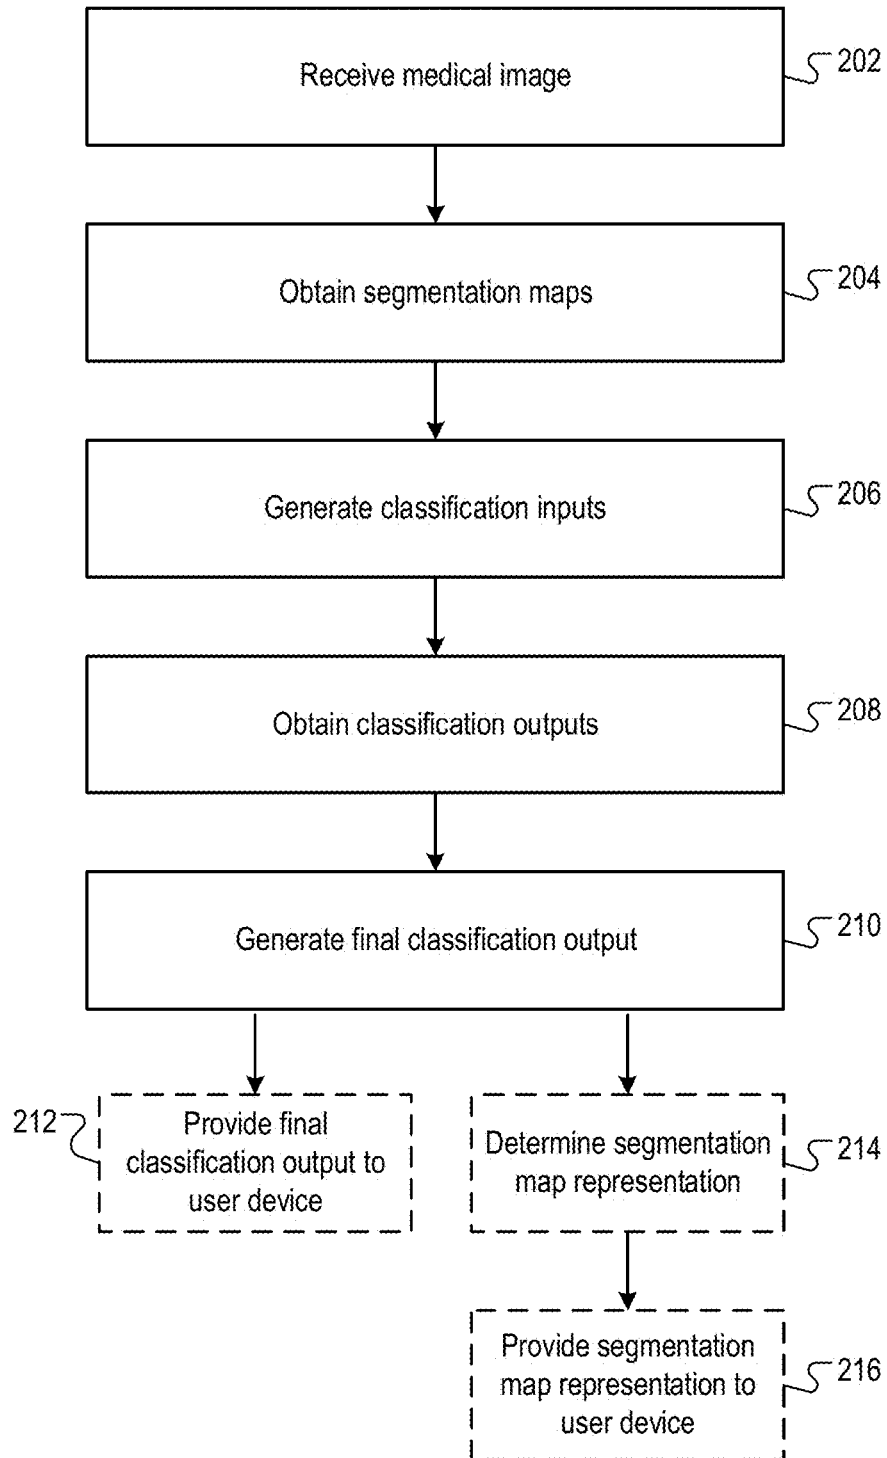 Receive medical image
202
Obtain segmentation maps
204
Generate classification inputs
206
Obtain classification outputs
208
Generate final classification output
210
212
Provide final
classification output to
user device
Determine segmentation
map representation
214
Provide segmentation
map representation to
user device
216